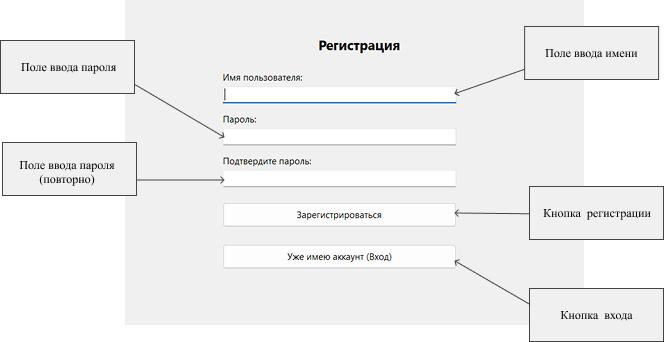 Регистрация
Поле ввода имени
Поле ввода пароля
Имя пользователя:
Пароль:
Поле ввода пароля
(повторно)
Подтвердите пароль:
Зарегистрироваться
Кнопка регистрации
Уже имею аккаунт (Вход)
Кнопка входа